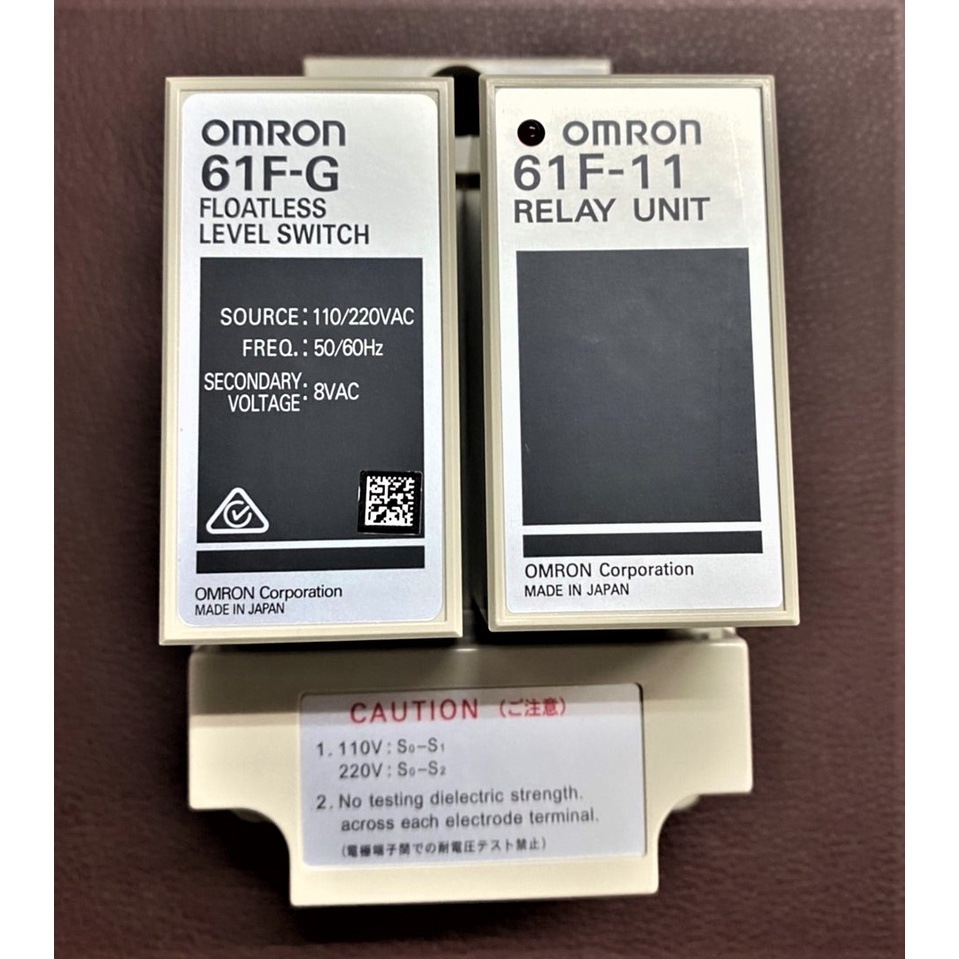 OMRON
61F-G
FLOATLESS
LEVEL SWITCH
SOURCE: 110/220VAC
FREQ.: 50/60Hz
SECONDARY
VOLTAGE: 8VAC
OMRON Corporation
MADE IN JAPAN
OMRON
61F-11
RELAY UNIT
OMRON Corporation
MADE IN JAPAN
CAUTION (ご注意)
1. 110V: S₀-S₁
220V: S₀-S₂
2. No testing dielectric strength.
across each electrode terminal.
(電極端子間での耐電圧テスト禁止)